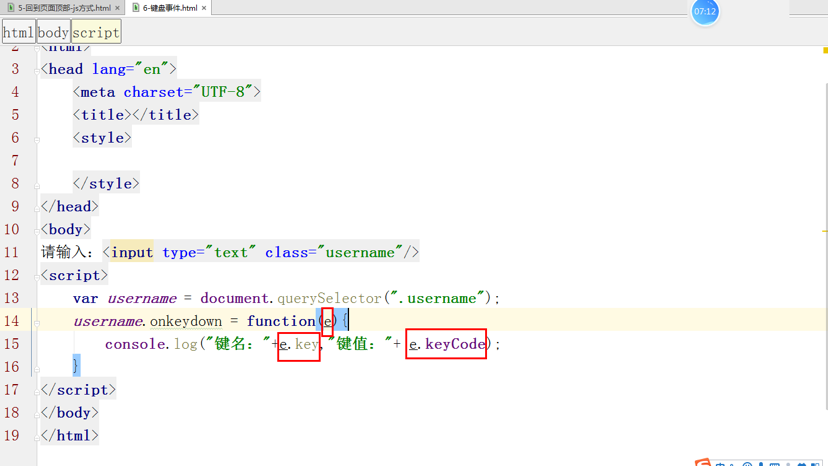 5-回到页面顶部-js方式.html × 6-键盘事件.html ×
07:12
html body script
2 <html>
3 <head lang="en">
4 <meta charset="UTF-8">
5 <title></title>
6 <style>
7
8 </style>
9 </head>
10 <body>
11 请输入: <input type="text" class="username"/>
12 <script>
13 var username = document.querySelector(".username");
14 username.onkeydown = function(e){
15 console.log("键名: "+e.key,"键值: "+ e.keyCode);
16 }
17 </script>
18 </body>
19 </html>